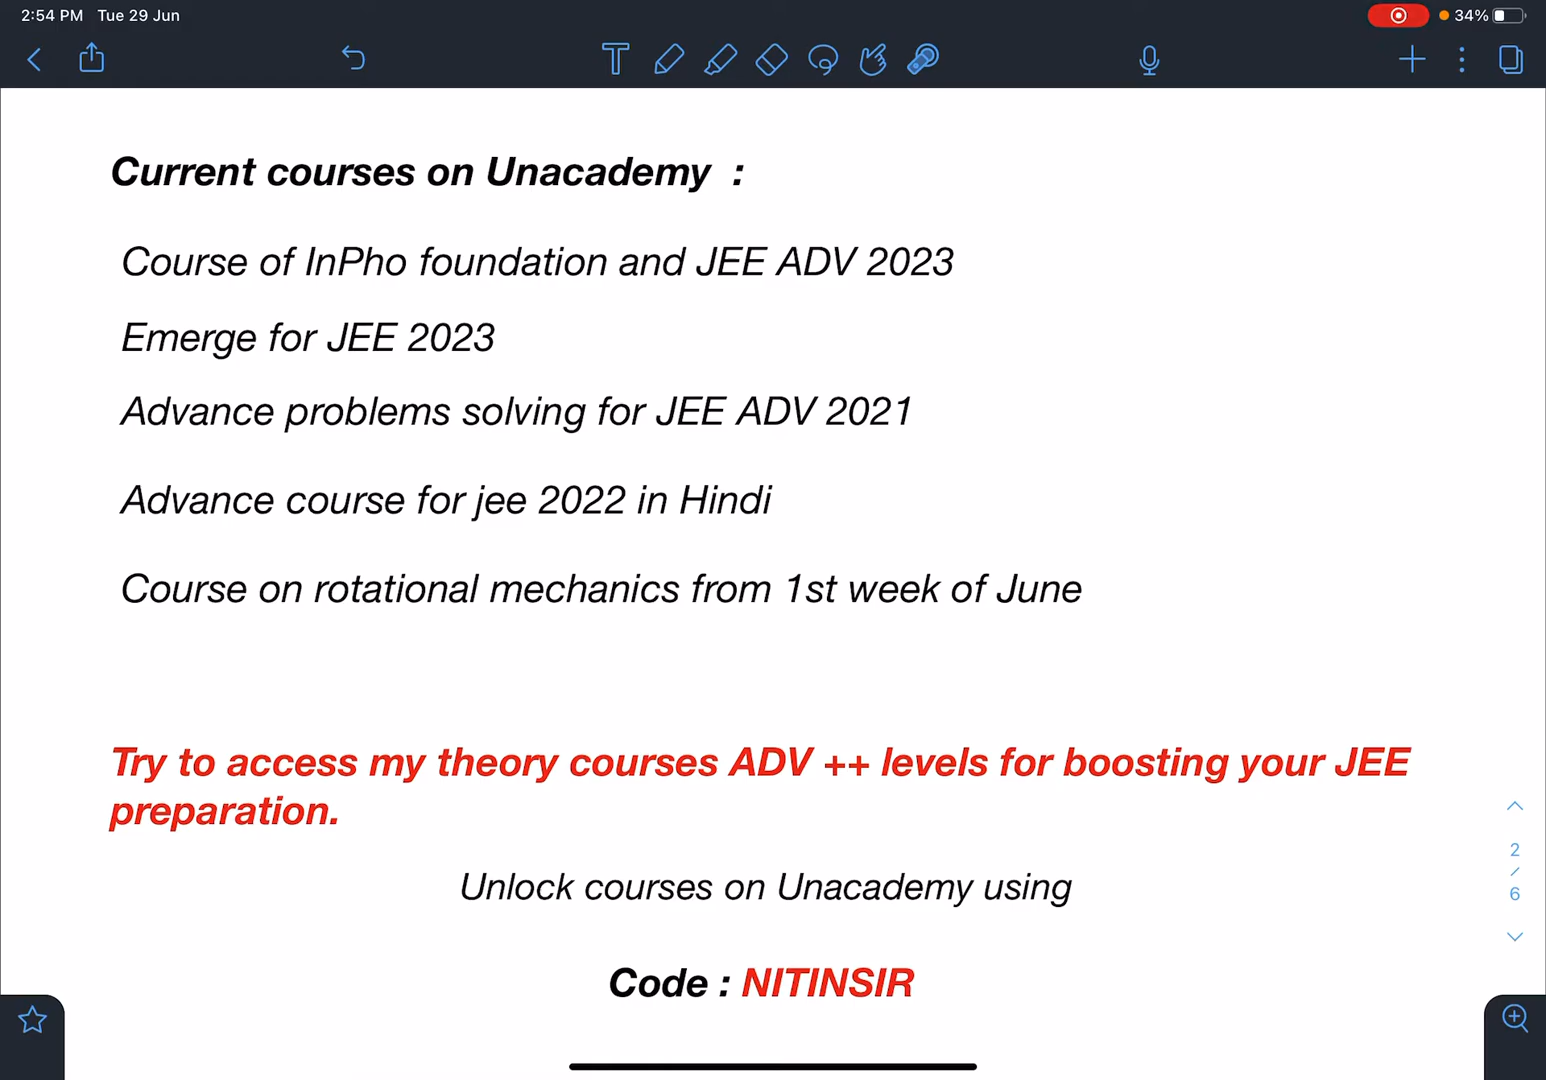 2:54 PM Tue 29 Jun
34%
Current courses on Unacademy :
Course of InPho foundation and JEE ADV 2023
Emerge for JEE 2023
Advance problems solving for JEE ADV 2021
Advance course for jee 2022 in Hindi
Course on rotational mechanics from 1st week of June
Try to access my theory courses ADV ++ levels for boosting your JEE
preparation.
2
/
6
Unlock courses on Unacademy using
Code : NITINSIR